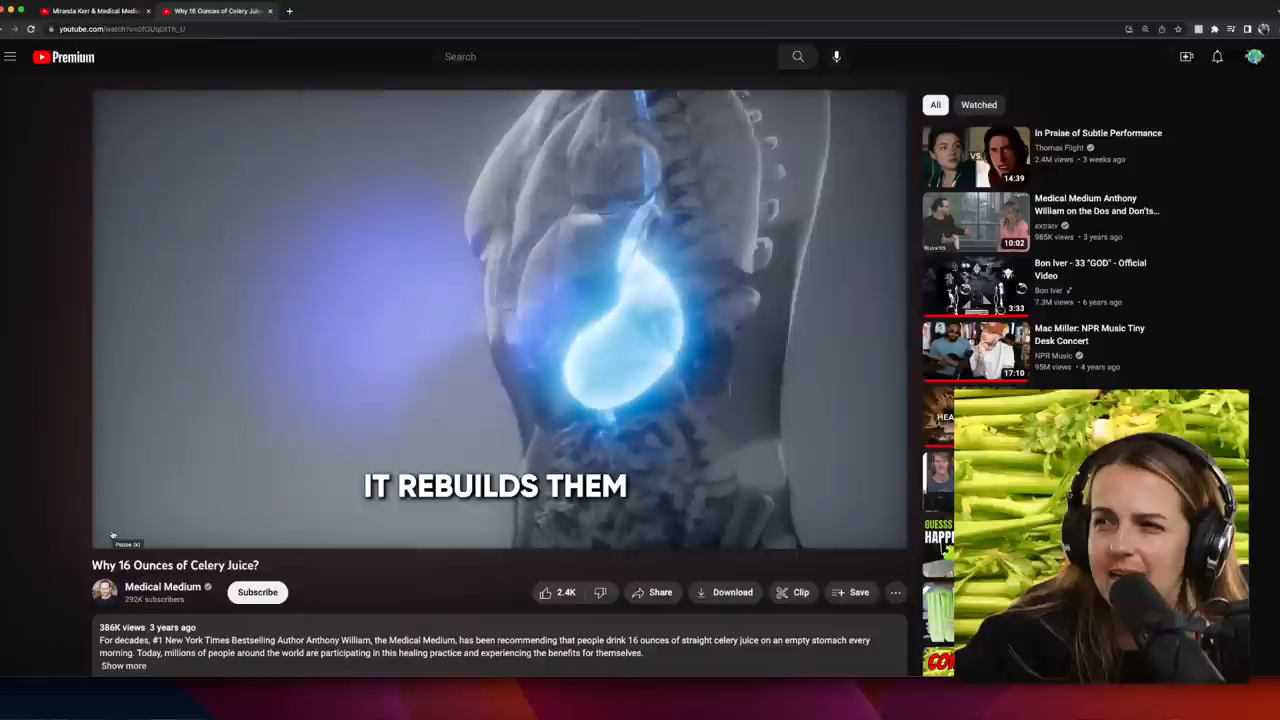 Miranda Kerr & Medical Mediu
Why 16 Ounces of Celery Juice
Premium
Search
All
Watched
In Praise of Subtle Performance
Thomas Flight
2.4M views • 3 weeks ago
VS.
14:39
Medical Medium Anthony
William on the Dos and Don'ts...
extratv
985K views • 3 years ago
10:02
Bon Iver - 33 "GOD" - Official
Video
Bon Iver
7.3M views • 6 years ago
3:33
Mac Miller: NPR Music Tiny
Desk Concert
NPR Music
95M views • 4 years ago
17:10
HEA
GUESSS
HAPP
IT REBUILDS THEM
Pause (k)
Why 16 Ounces of Celery Juice?
Medical Medium
292K subscribers
Subscribe
2.4K
Share
Download
Clip
Save
386K views 3 years ago
For decades, #1 New York Times Bestselling Author Anthony William, the Medical Medium, has been recommending that people drink 16 ounces of straight celery juice on an empty stomach every
morning. Today, millions of people around the world are participating in this healing practice and experiencing the benefits for themselves.
Show more